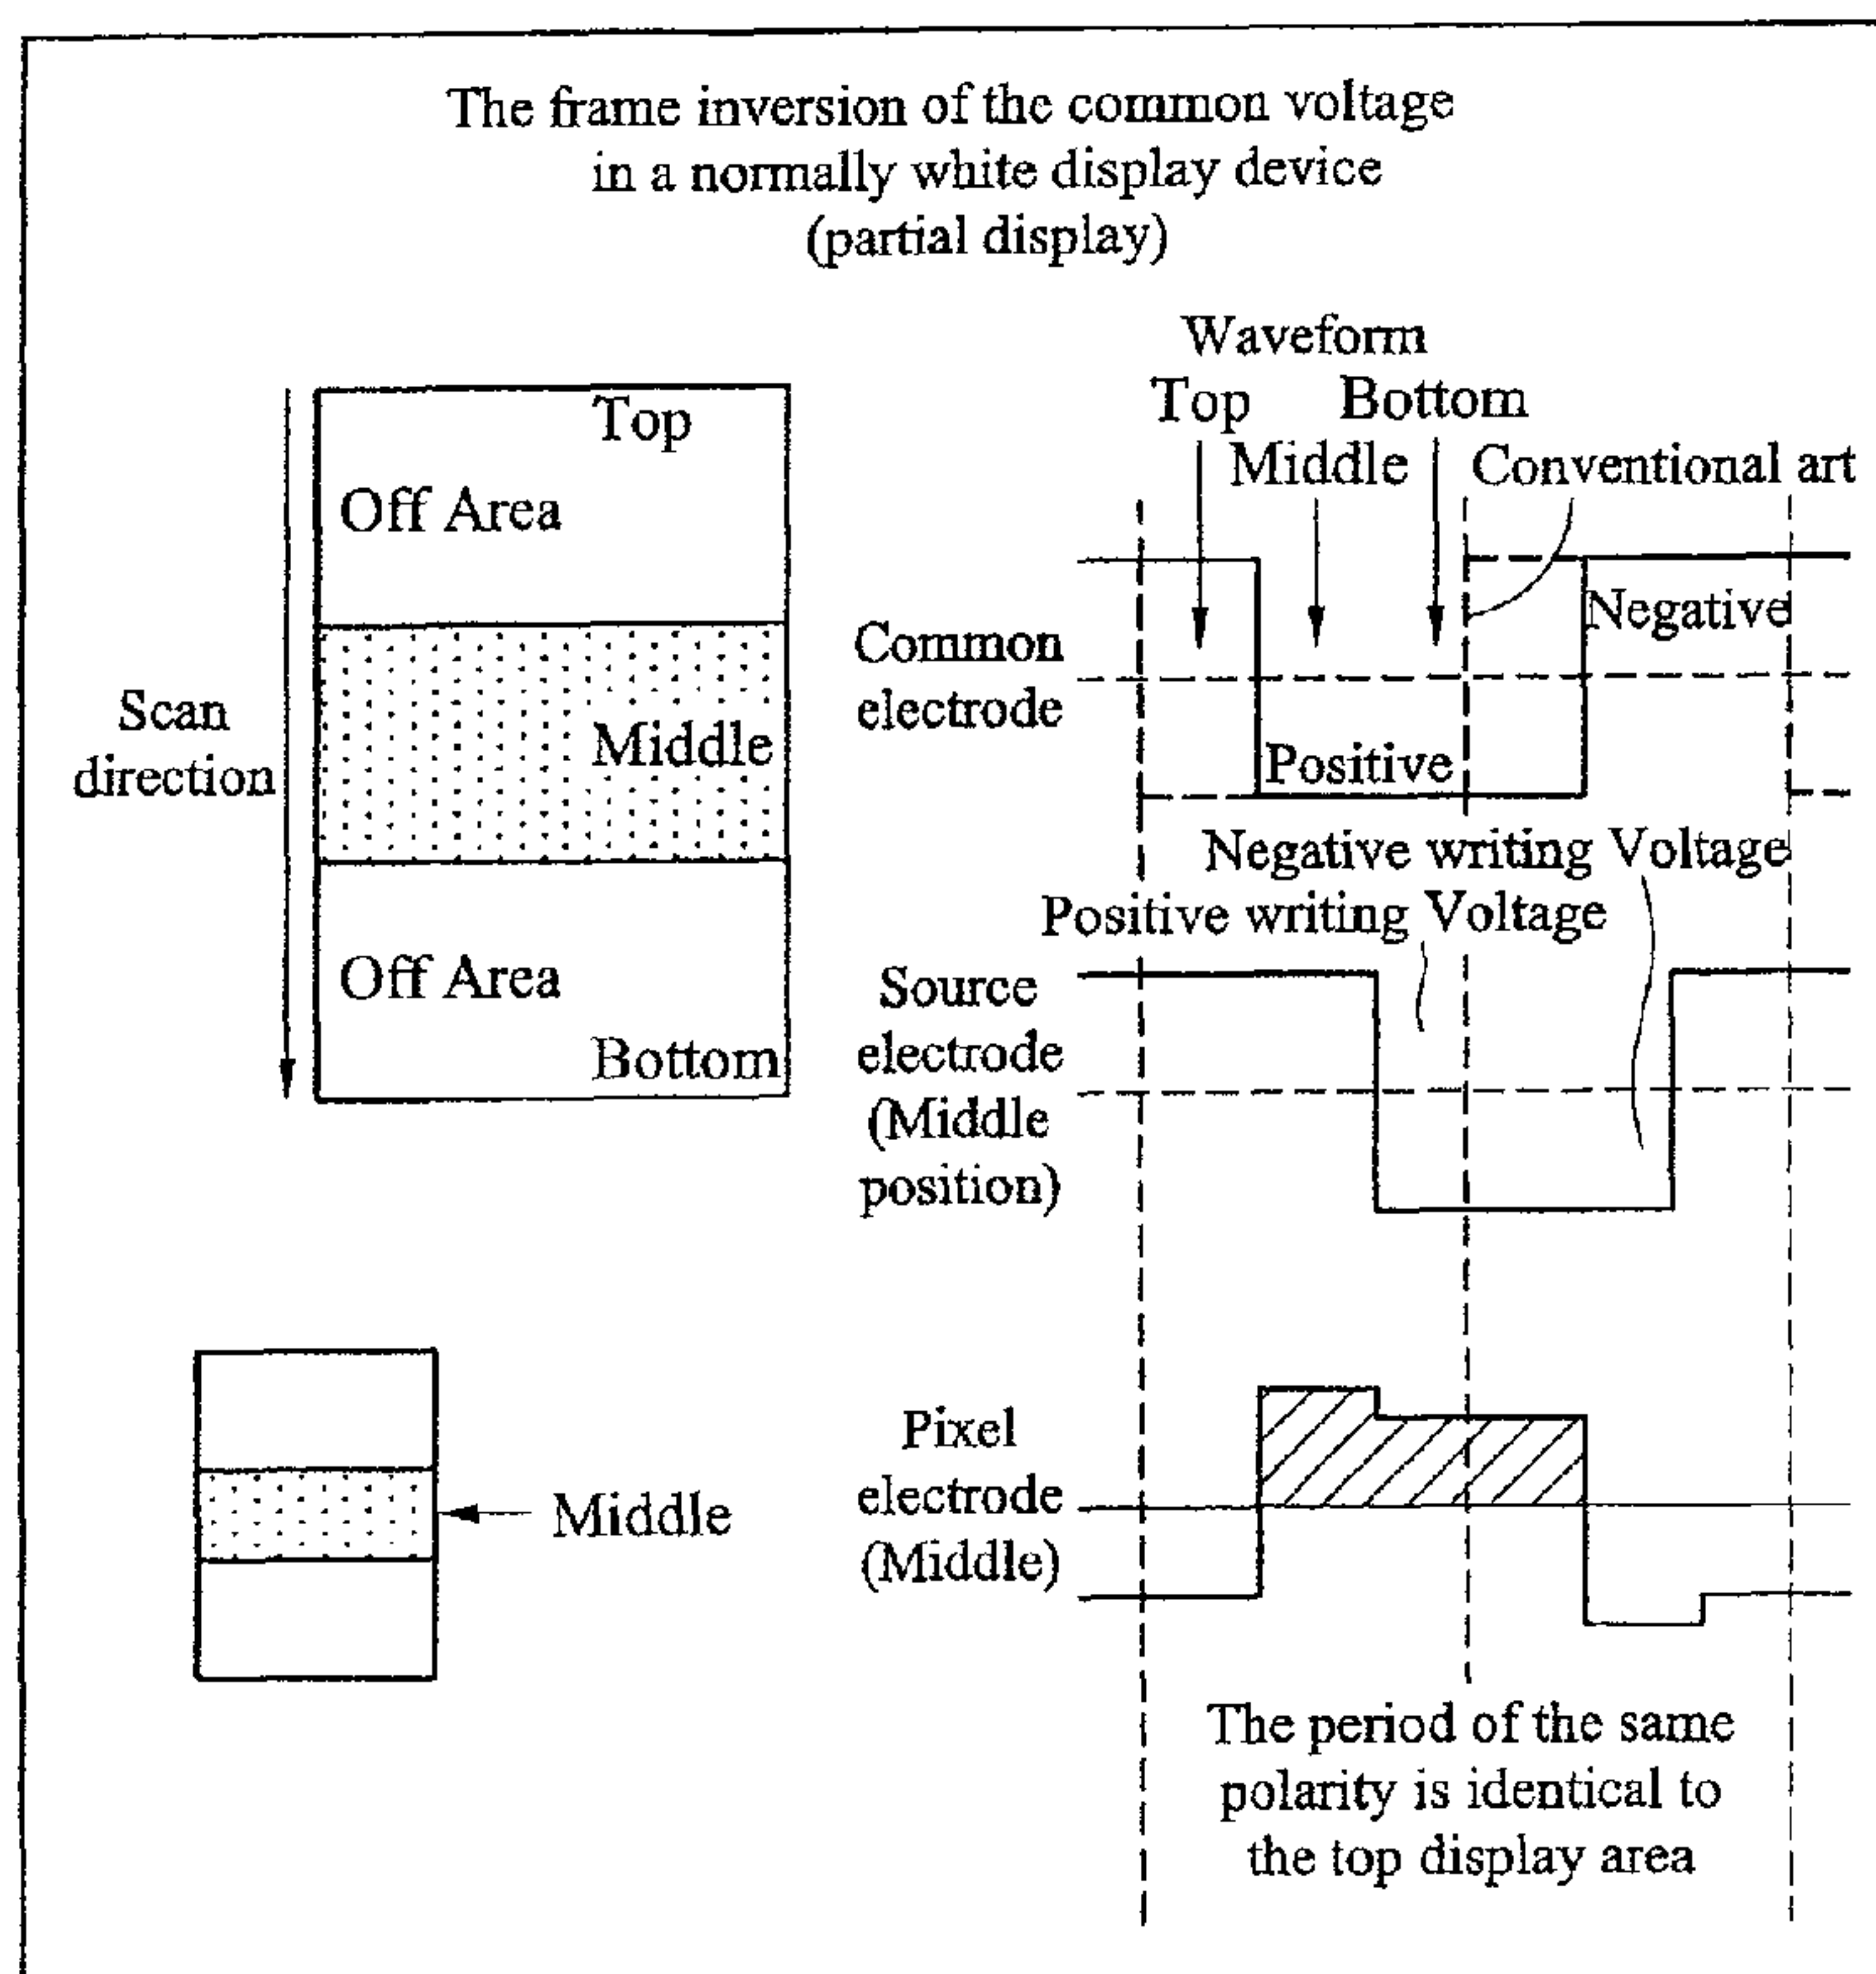 The frame inversion of the common voltage
in a normally white display device
(partial display)
Top
Off Area
Scan
direction
Middle
Off Area
Bottom
Middle
Waveform
Top
Bottom
Middle
Conventional art
Common
electrode
Negative
Positive
Negative writing Voltage
Positive writing Voltage
Source
electrode
(Middle
position)
Pixel
electrode
(Middle)
The period of the same
polarity is identical to
the top display area